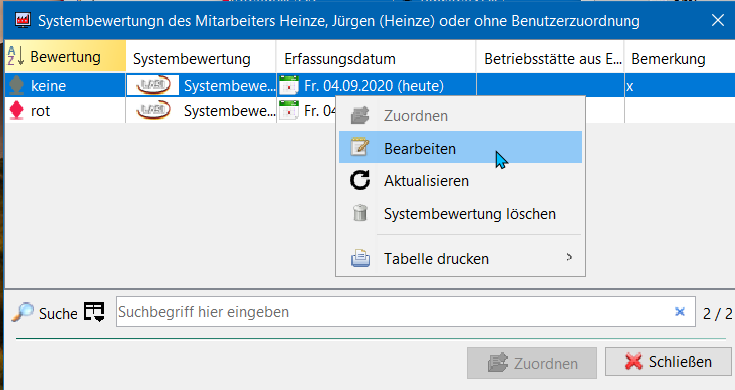 Systembewertungn des Mitarbeiters Heinze, Jürgen (Heinze) oder ohne Benutzerzuordnung
Bewertung Systembewertung Erfassungsdatum Betriebsstätte aus E... Bemerkung
keine Systembewe... Fr. 04.09.2020 (heute) x
rot Systembewe... Fr. 04
Zuordnen
Bearbeiten
Aktualisieren
Systembewertung löschen
Tabelle drucken
Suche Suchbegriff hier eingeben 2 / 2
Zuordnen Schließen